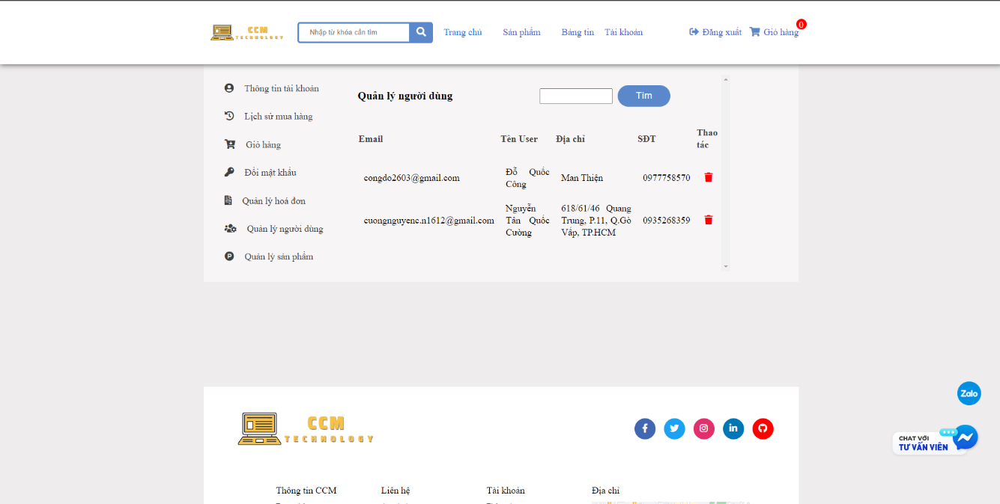 CCM
TECHNOLOGY
Nhập từ khóa cần tìm
Trang chủ
Sản phẩm
Bảng tin
Tài khoản
Đăng xuất
Giỏ hàng
0
Thông tin tài khoản
Lịch sử mua hàng
Giỏ hàng
Đổi mật khẩu
Quản lý hoá đơn
Quản lý người dùng
Quản lý sản phẩm
Quản lý người dùng
Tìm
Email Tên User Địa chỉ SĐT Thao
tác
congdo2603@gmail.com
Đỗ Quốc
Công
Man Thiện
0977758570
cuongnguyenc.n1612@gmail.com
Nguyễn
Tân Quốc
Cường
618/61/46 Quang
Trung, P.11, Q.Gò
Vấp, TP.HCM
0935268359
Zalo
CHAT VỚI
TƯ VẤN VIÊN
CCM
TECHNOLOGY
Thông tin CCM
Liên hệ
Tài khoản
Địa chỉ